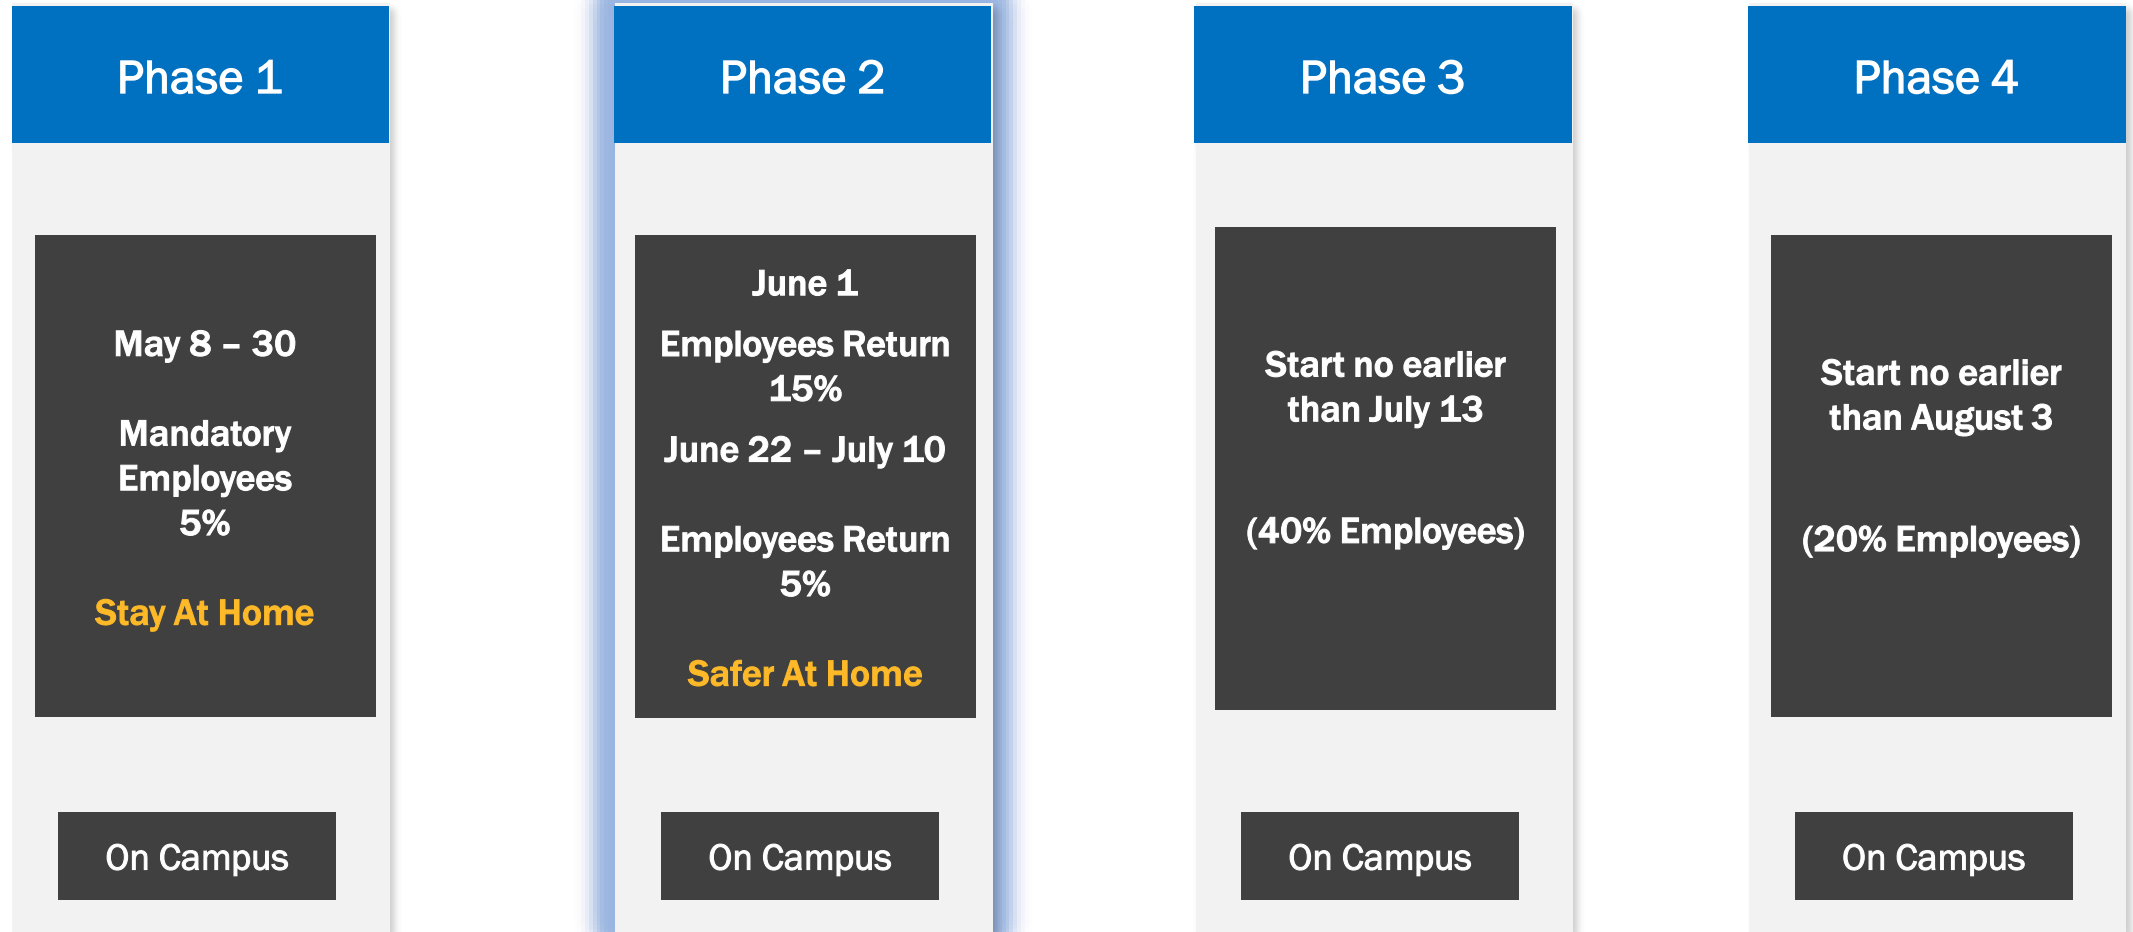 Phase 1
May 8 – 30
Mandatory
Employees
5%
Stay At Home
On Campus
Phase 2
June 1
Employees Return
15%
June 22 – July 10
Employees Return
5%
Safer At Home
On Campus
Phase 3
Start no earlier
than July 13
(40% Employees)
On Campus
Phase 4
Start no earlier
than August 3
(20% Employees)
On Campus